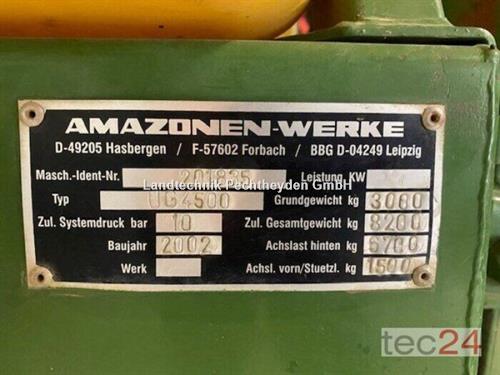 AMAZONEN-WERKE
D-49205 Hasbergen / F-57602 Forbach / BBG D-04249 Leipzig
Masch.-Ident-Nr. Leistung, KW
Landtechnik Pechtheyden GmbH
Typ UG4500 Grundgewicht kg 3060
Zul. Systemdruck bar 10 Zul. Gesamtgewicht kg 8200
Baujahr 2002 Achslast hinten kg 6700
Werk Achsl. vorn/Stuetzl. kg 1500
tec24